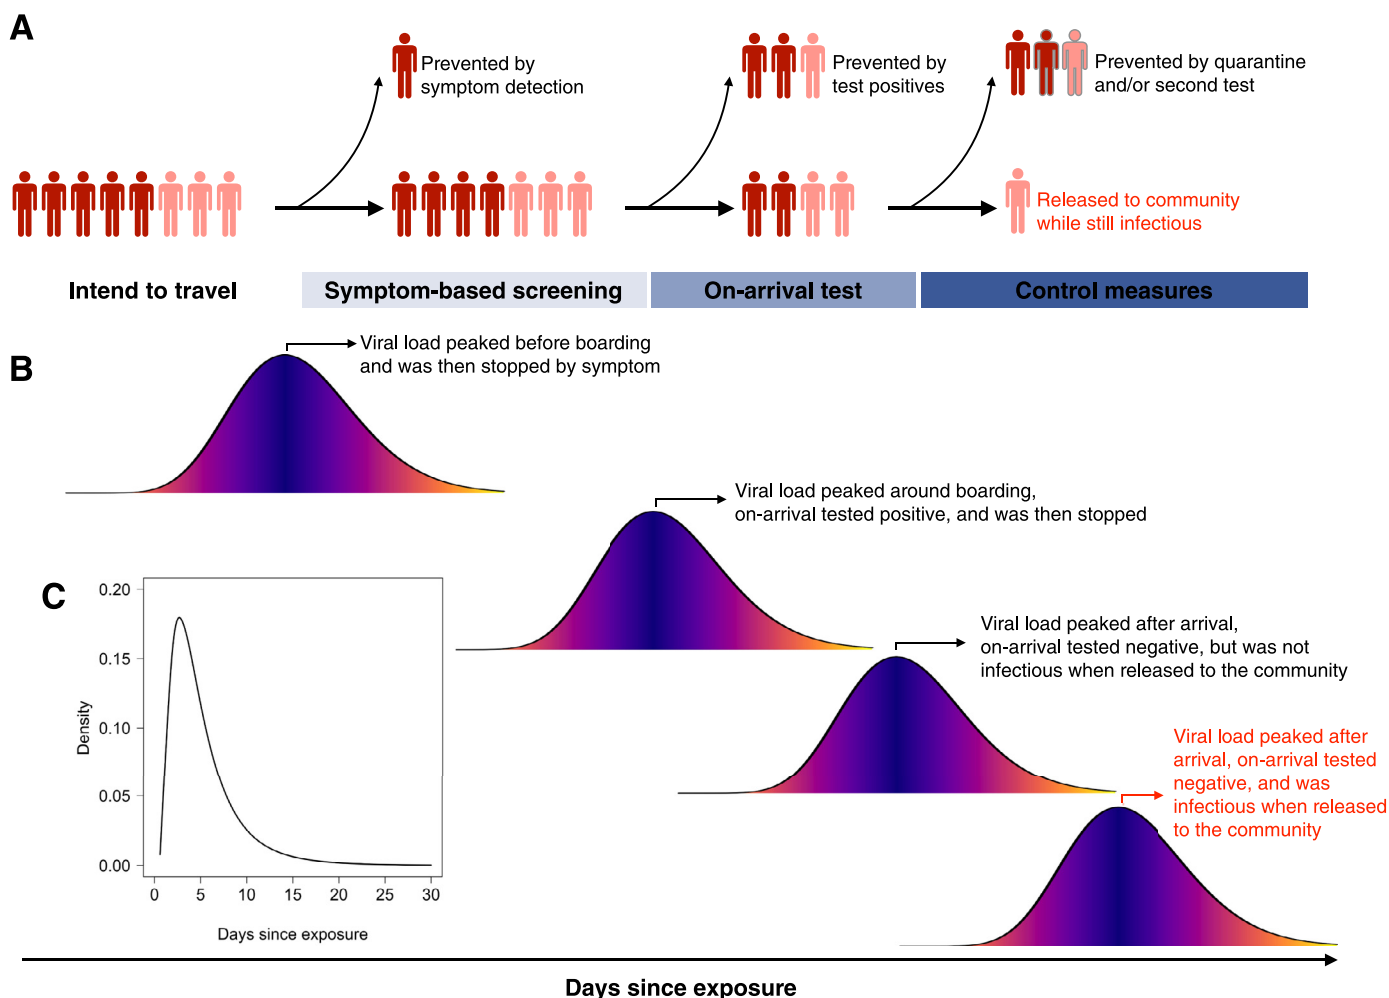 A
Prevented by
symptom detection
Prevented by
test positives
Prevented by quarantine
and/or second test
Released to community
while still infectious
Intend to travel
Symptom-based screening
On-arrival test
Control measures
B
Viral load peaked before boarding
and was then stopped by symptom
Viral load peaked around boarding,
on-arrival tested positive, and was then stopped
Viral load peaked after arrival,
on-arrival tested negative, but was not
infectious when released to the community
Viral load peaked after
arrival, on-arrival tested
negative, and was
infectious when released
to the community
C
0.20
0.15
0.10
0.05
0.00
Density
0 5 10 15 20 25 30
Days since exposure
Days since exposure